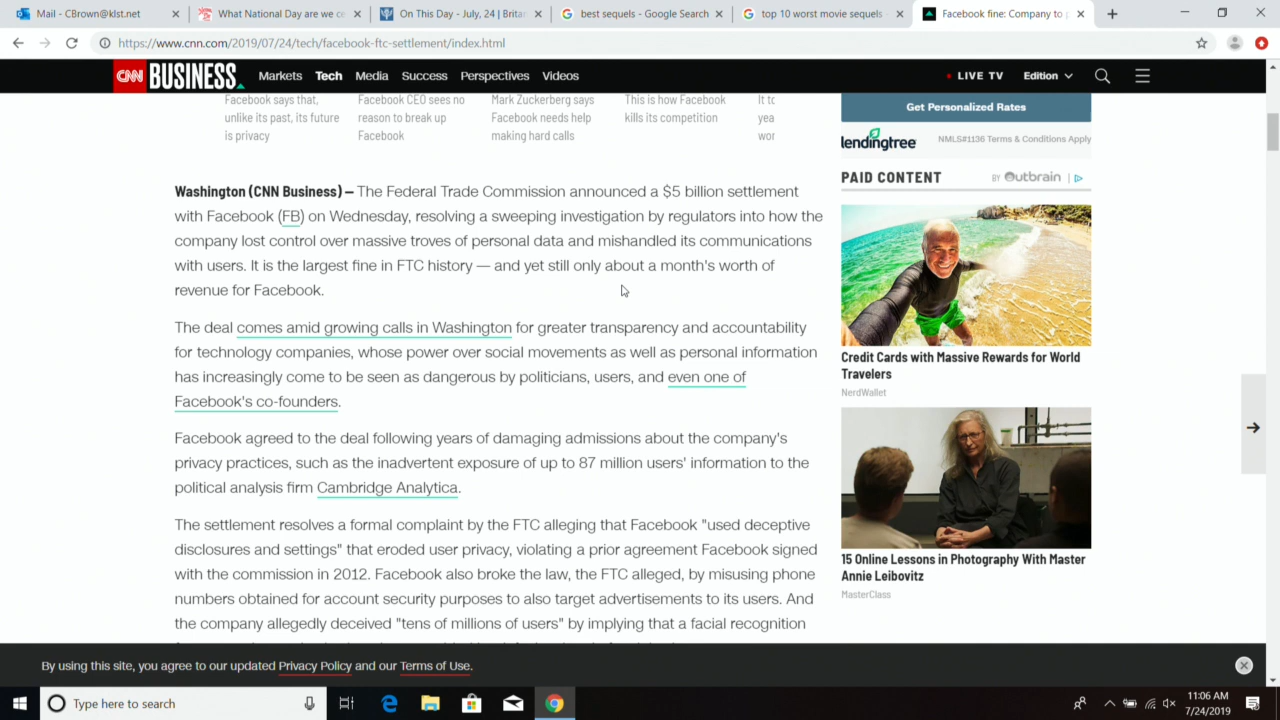 Mail - CBrown@klst.net
What National Day are we ce
On This Day - July, 24 | Brita
best sequels - Google Search
top 10 worst movie sequels
Facebook fine: Company to p
https://www.cnn.com/2019/07/24/tech/facebook-ftc-settlement/index.html
CNN BUSINESS
Markets
Tech
Media
Success
Perspectives
Videos
LIVE TV
Edition
Facebook says that,
unlike its past, its future
is privacy
Facebook CEO sees no
reason to break up
Facebook
Mark Zuckerberg says
Facebook needs help
making hard calls
This is how Facebook
kills its competition
It to
yea
wor
Get Personalized Rates
lendingtree
NMLS#1136 Terms & Conditions Apply
Washington (CNN Business) — The Federal Trade Commission announced a $5 billion settlement
with Facebook (FB) on Wednesday, resolving a sweeping investigation by regulators into how the
company lost control over massive troves of personal data and mishandled its communications
with users. It is the largest fine in FTC history — and yet still only about a month's worth of
revenue for Facebook.
The deal comes amid growing calls in Washington for greater transparency and accountability
for technology companies, whose power over social movements as well as personal information
has increasingly come to be seen as dangerous by politicians, users, and even one of
Facebook's co-founders.
Facebook agreed to the deal following years of damaging admissions about the company's
privacy practices, such as the inadvertent exposure of up to 87 million users' information to the
political analysis firm Cambridge Analytica.
The settlement resolves a formal complaint by the FTC alleging that Facebook "used deceptive
disclosures and settings" that eroded user privacy, violating a prior agreement Facebook signed
with the commission in 2012. Facebook also broke the law, the FTC alleged, by misusing phone
numbers obtained for account security purposes to also target advertisements to its users. And
the company allegedly deceived "tens of millions of users" by implying that a facial recognition
PAID CONTENT
BY Outbrain
Credit Cards with Massive Rewards for World
Travelers
NerdWallet
15 Online Lessons in Photography With Master
Annie Leibovitz
MasterClass
By using this site, you agree to our updated Privacy Policy and our Terms of Use.
Type here to search
11:06 AM
7/24/2019